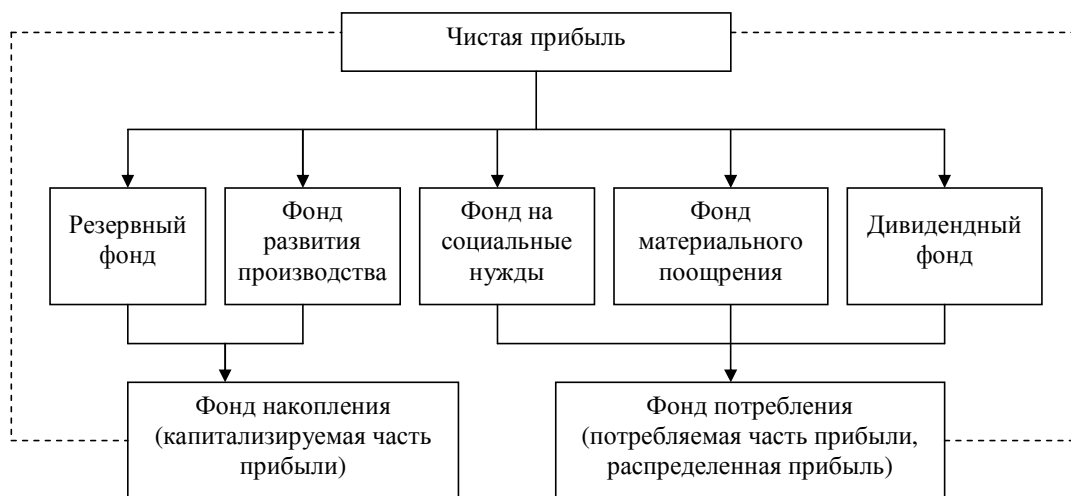 Чистая прибыль
Резервный
фонд
Фонд
развития
производства
Фонд на
социальные
нужды
Фонд
материального
поощрения
Дивидендный
фонд
Фонд накопления
(капитализируемая часть
прибыли)
Фонд потребления
(потребляемая часть прибыли,
распределенная прибыль)